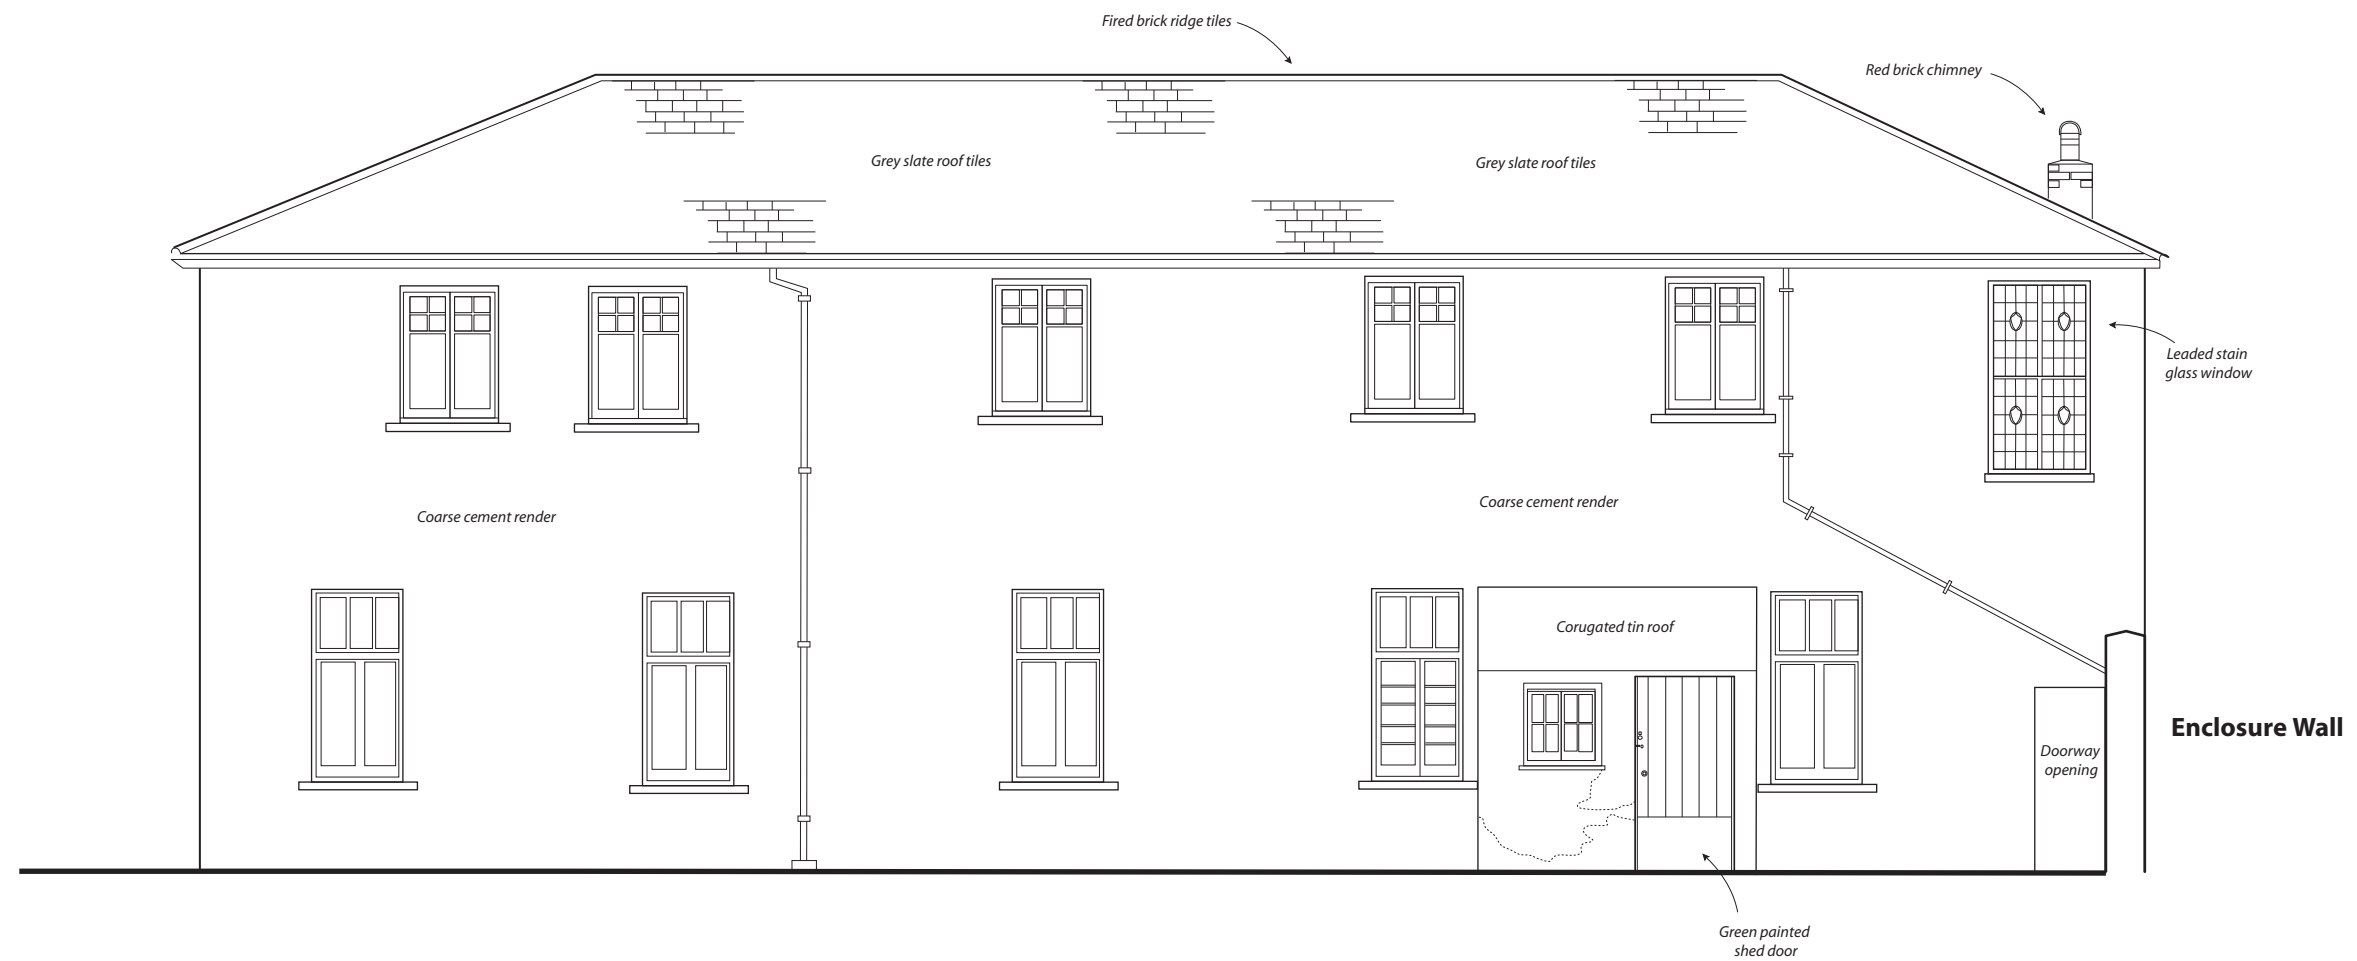 Fired brick ridge tiles
Red brick chimney
Grey slate roof tiles
Grey slate roof tiles
Leaded stain
glass window
Coarse cement render
Coarse cement render
Corugated tin roof
Enclosure Wall
Doorway
opening
Green painted
shed door